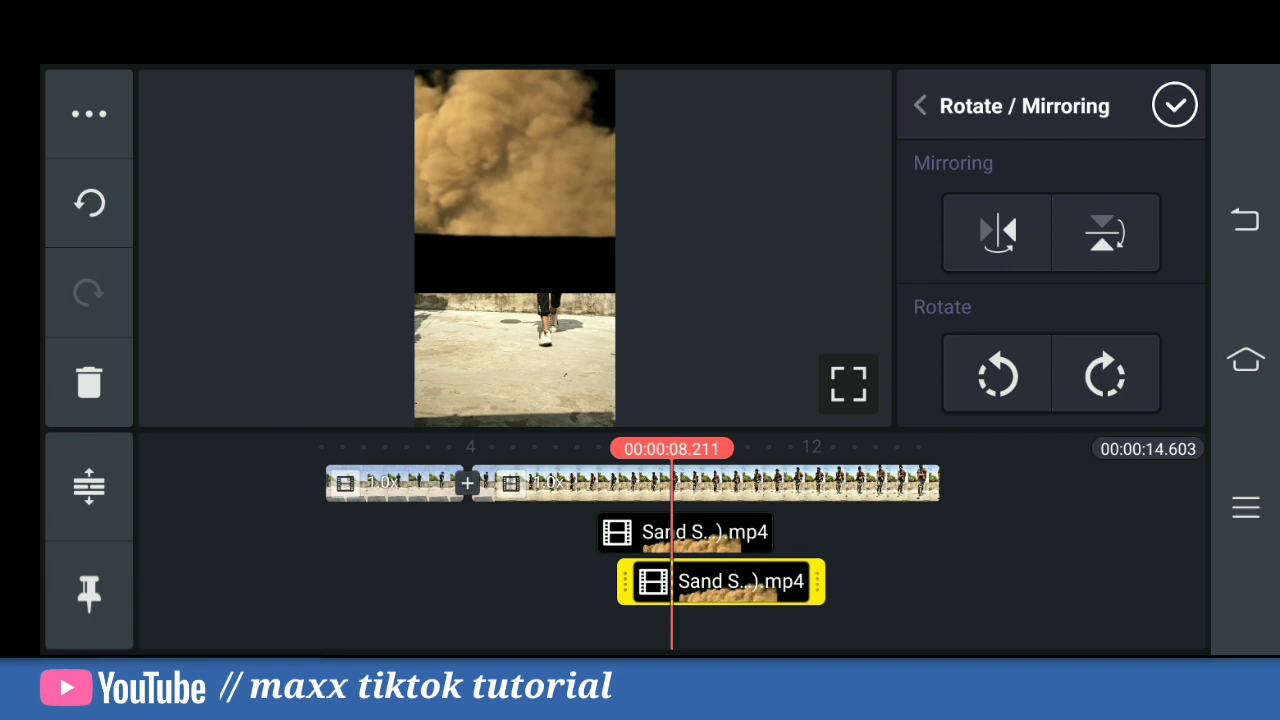 Rotate / Mirroring
Mirroring
Rotate
4
00:00:08.211
12
00:00:14.603
1.0x
1.0x
Sand S...).mp4
Sand S...).mp4
YouTube // maxx tiktok tutorial